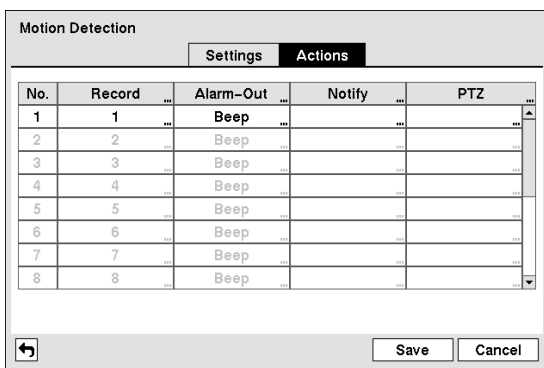 Motion Detection
Settings Actions
No. Record ... Alarm-Out ... Notify ... PTZ ...
1 1 ... Beep ... ... ...
2 2 ... Beep ... ... ...
3 3 ... Beep ... ... ...
4 4 ... Beep ... ... ...
5 5 ... Beep ... ... ...
6 6 ... Beep ... ... ...
7 7 ... Beep ... ... ...
8 8 ... Beep ... ... ...
Save Cancel